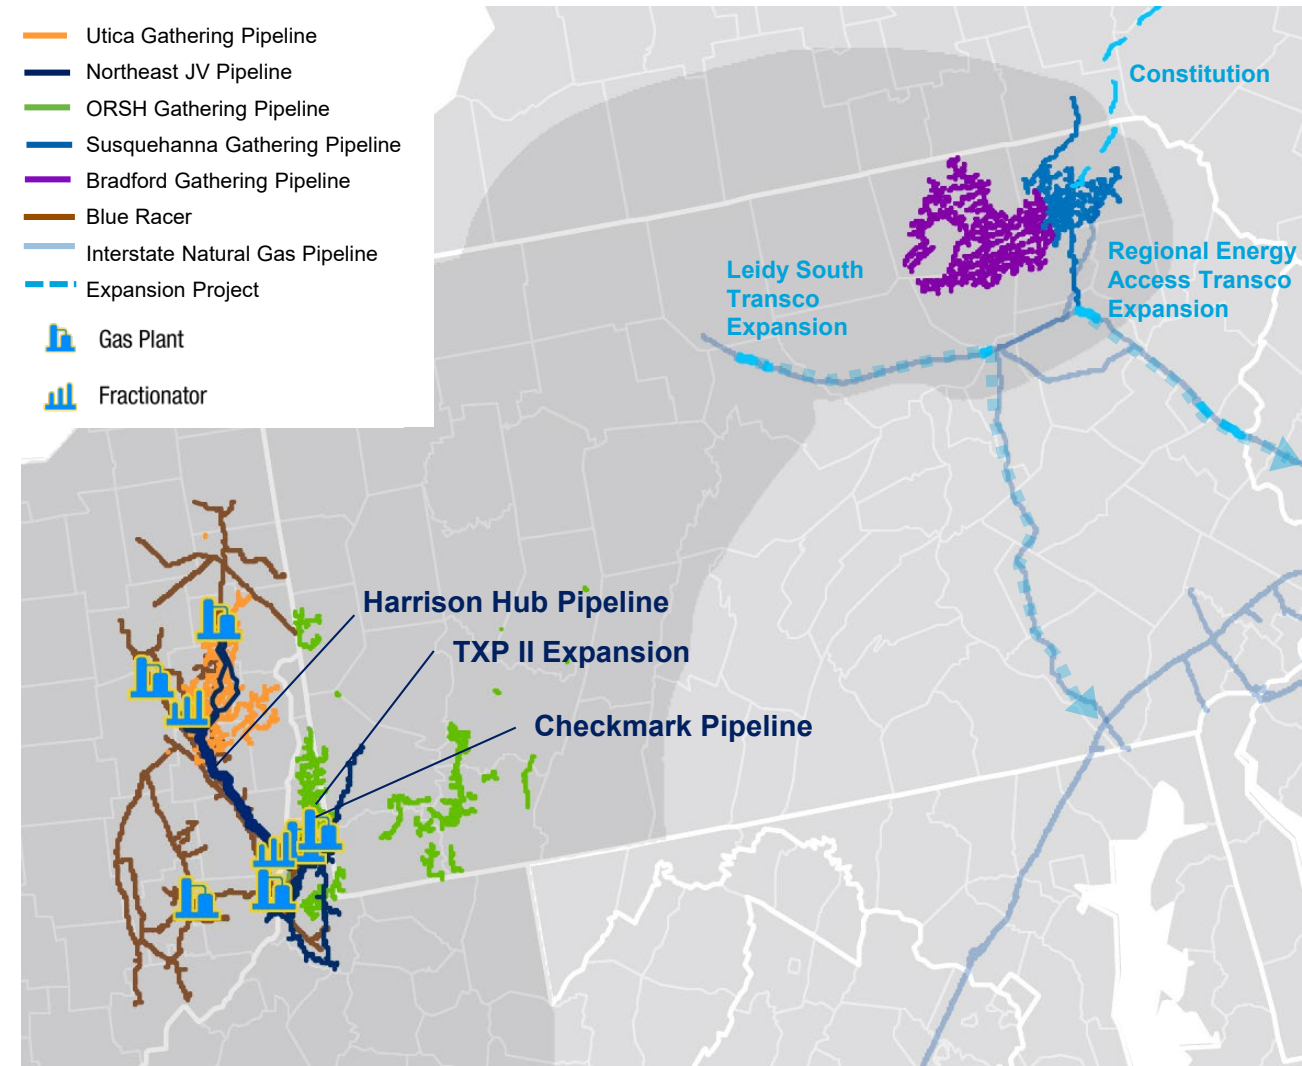 Utica Gathering Pipeline
Northeast JV Pipeline
ORSH Gathering Pipeline
Susquehanna Gathering Pipeline
Bradford Gathering Pipeline
Blue Racer
Interstate Natural Gas Pipeline
Expansion Project
Gas Plant
Fractionator
Constitution
Regional Energy
Access Transco
Expansion
Leidy South
Transco
Expansion
Harrison Hub Pipeline
TXP II Expansion
Checkmark Pipeline